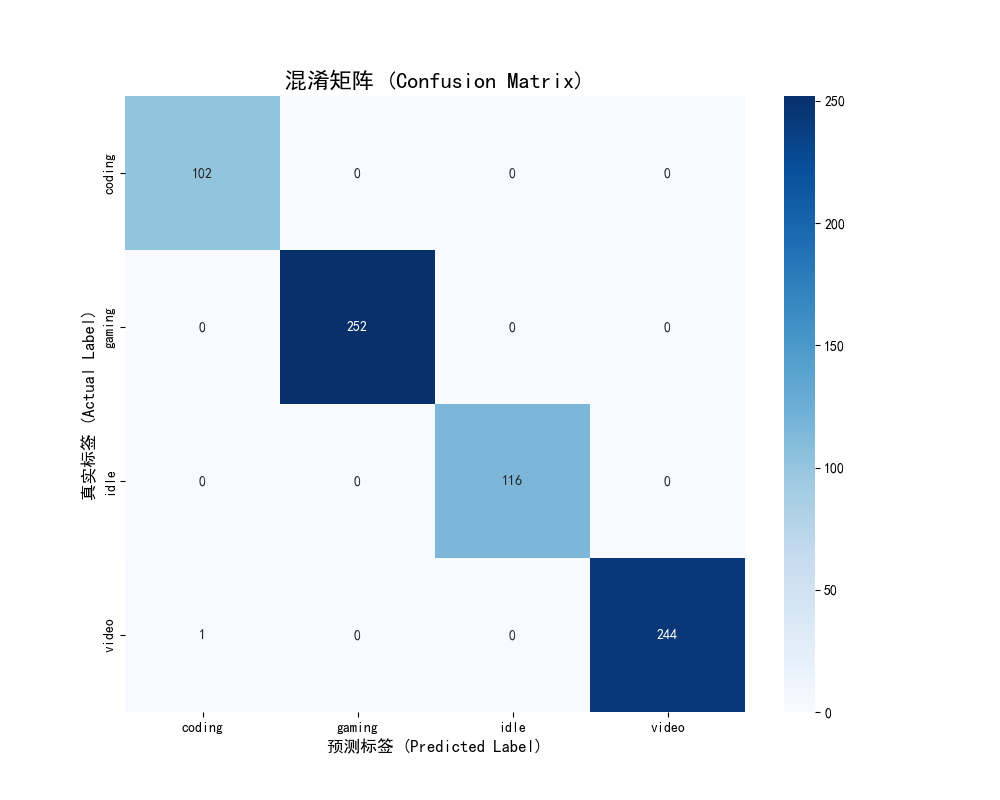 混淆矩阵 (Confusion Matrix)
真实标签 (Actual Label)
coding
102 0 0 0
gaming
0 252 0 0
idle
0 0 116 0
video
1 0 0 244
coding gaming idle video
预测标签 (Predicted Label)
250
200
150
100
50
0